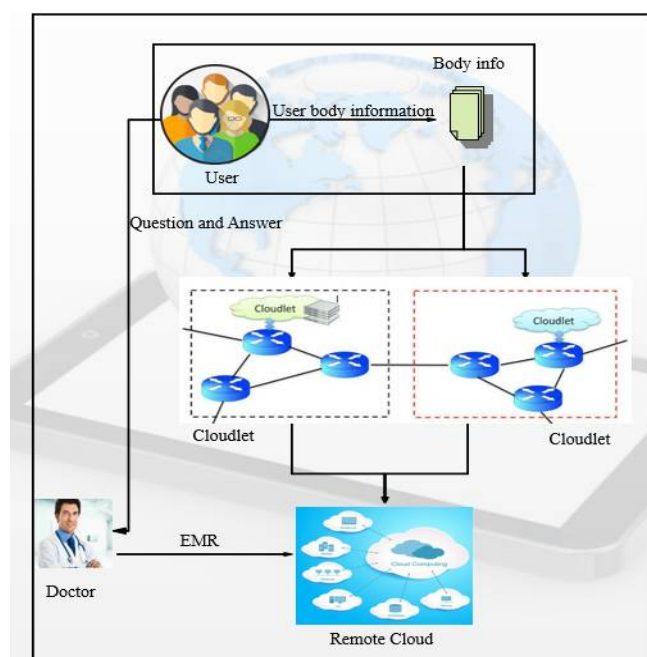 Body info
User body information
User
Question and Answer
Cloudlet
Cloudlet
Cloudlet
Cloudlet
EMR
Cloud Computing
Doctor
Remote Cloud